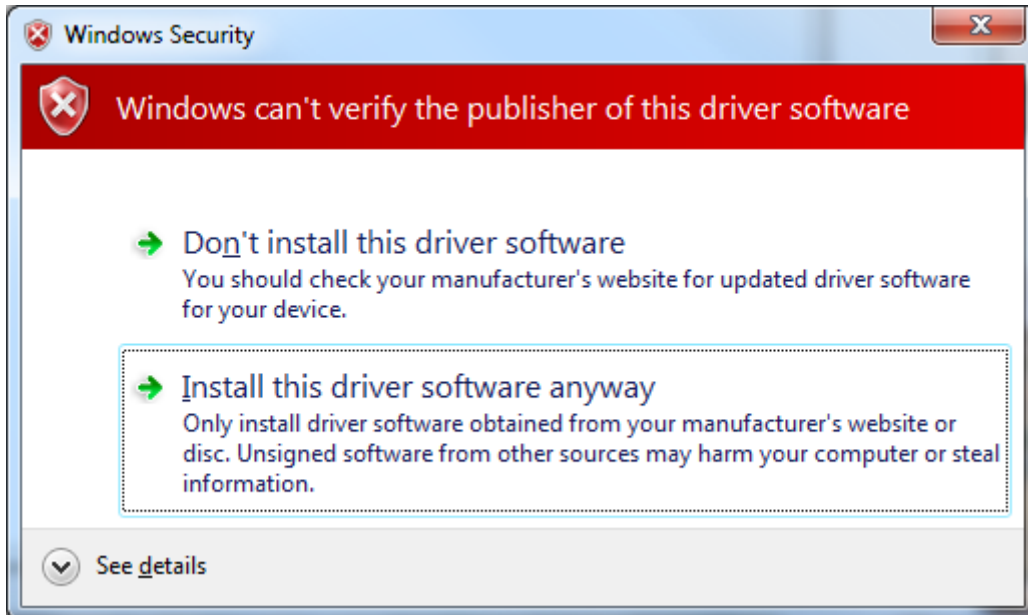 Windows Security
Windows can't verify the publisher of this driver software
Don't install this driver software
You should check your manufacturer's website for updated driver software
for your device.
Install this driver software anyway
Only install driver software obtained from your manufacturer's website or
disc. Unsigned software from other sources may harm your computer or steal
information.
See details